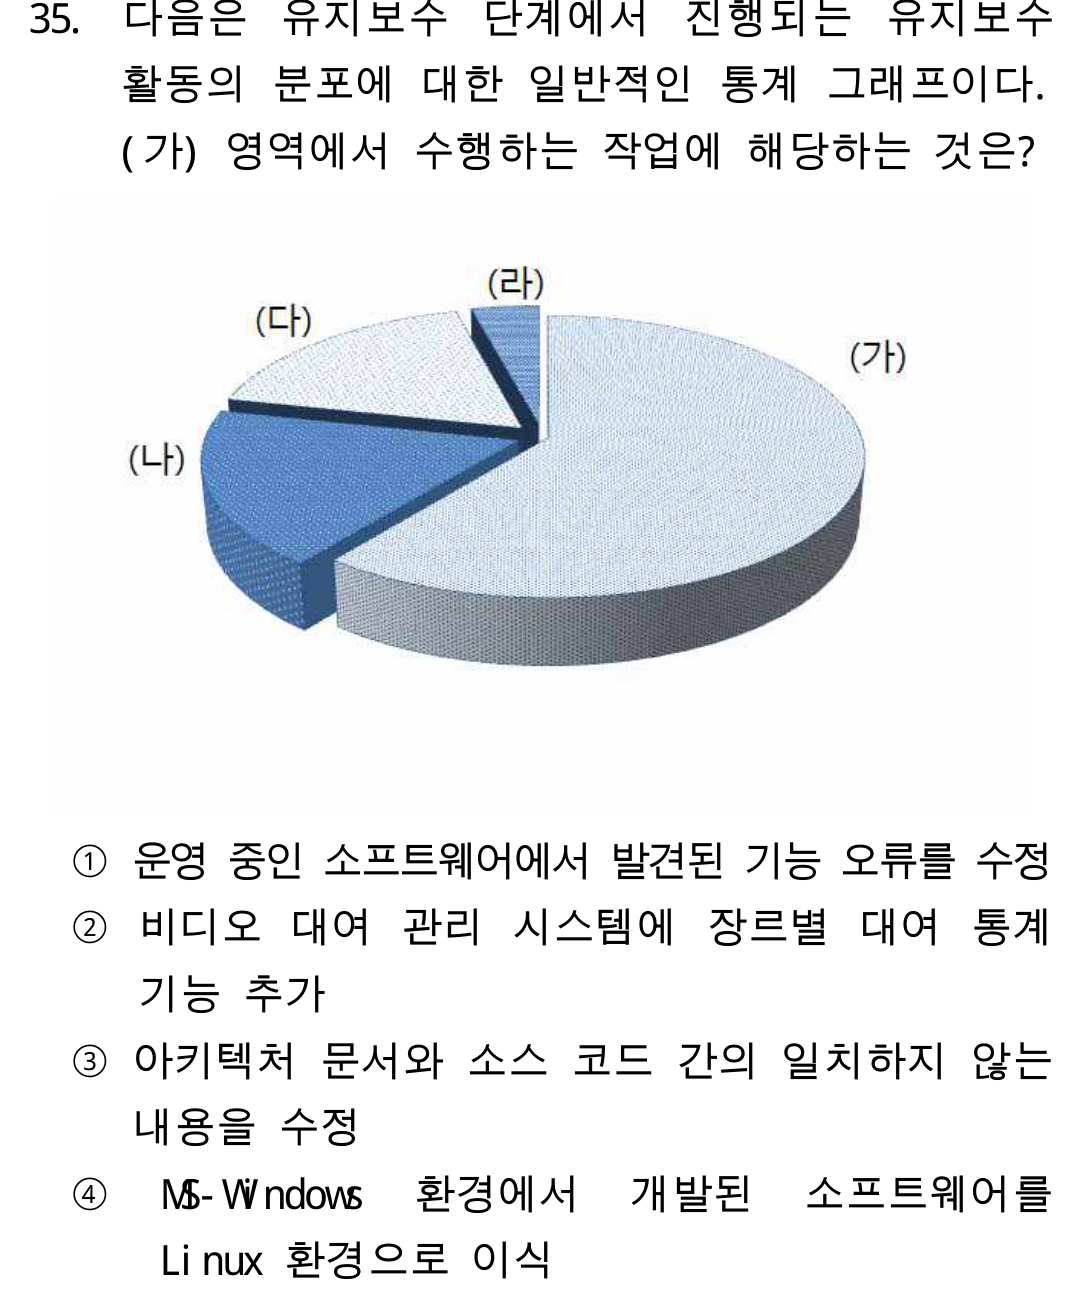 35. 다음은 유지보수 단계에서 진행되는 유지보수
활동의 분포에 대한 일반적인 통계 그래프이다.
(가) 영역에서 수행하는 작업에 해당하는 것은?
(라)
(다)
(가)
(나)
① 운영 중인 소프트웨어에서 발견된 기능 오류를 수정
② 비디오 대여 관리 시스템에 장르별 대여 통계
기능 추가
③ 아키텍처 문서와 소스 코드 간의 일치하지 않는
내용을 수정
④ MS-Windows 환경에서 개발된 소프트웨어를
Linux 환경으로 이식